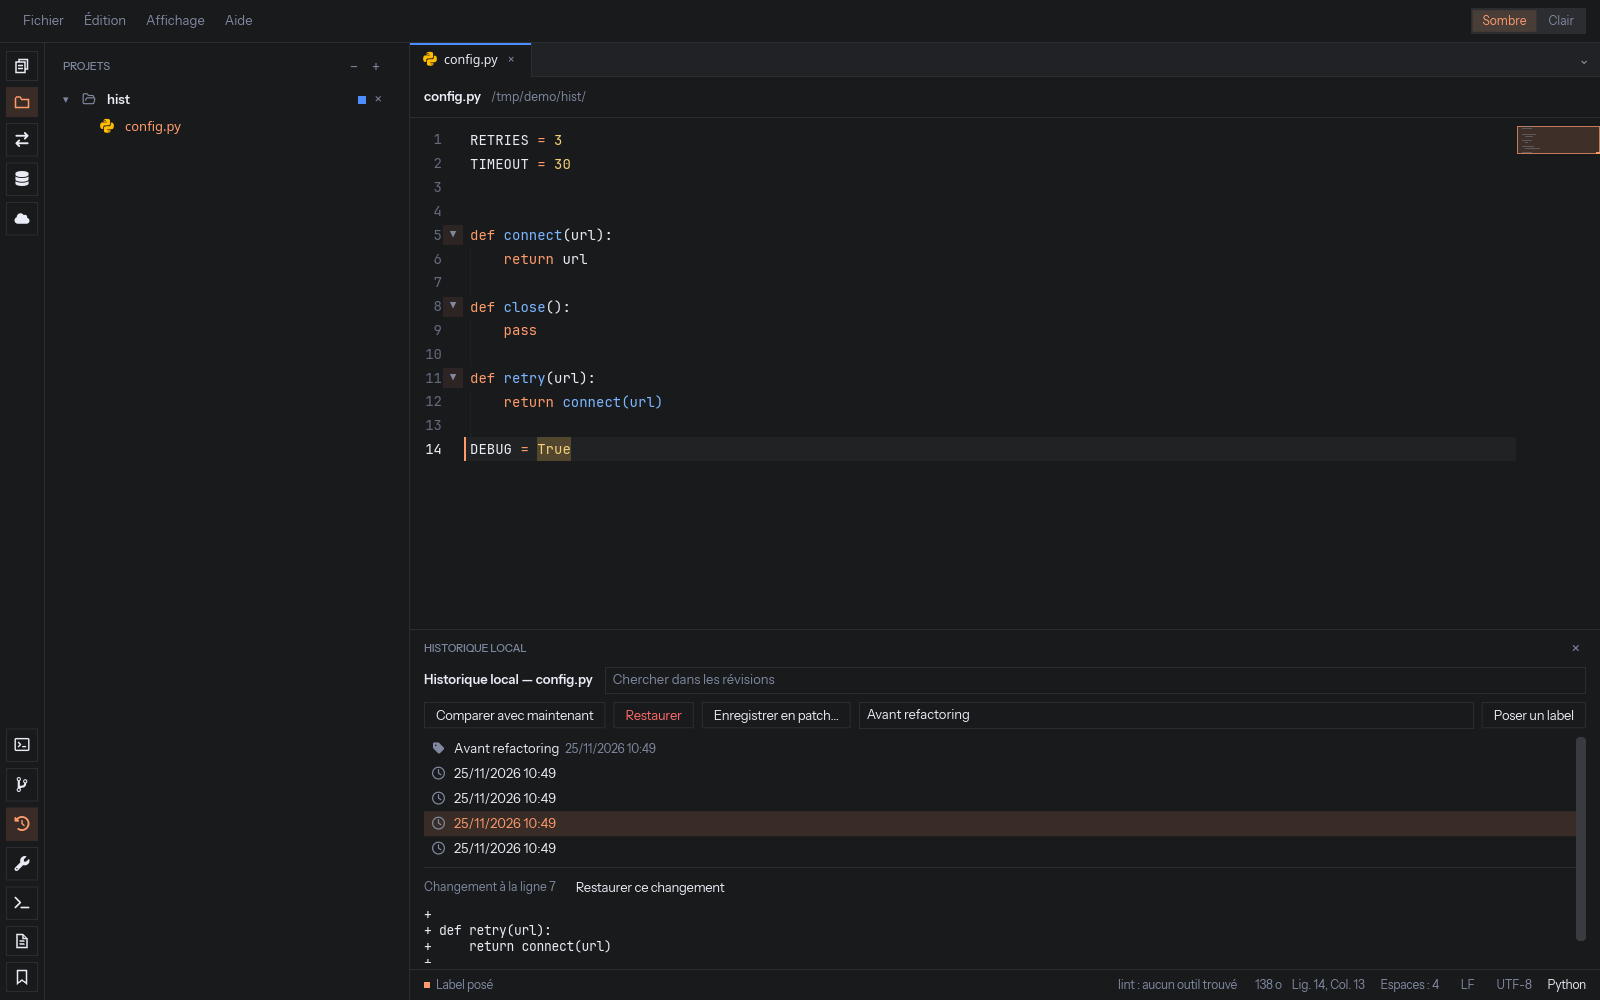 Fichier Édition Affichage Aide Sombre Clair
PROJETS − +
hist ×
config.py
config.py ×
config.py /tmp/demo/hist/
1 RETRIES = 3
2 TIMEOUT = 30
3
4
5 def connect(url):
6     return url
7
8 def close():
9     pass
10
11 def retry(url):
12     return connect(url)
13
14 DEBUG = True
HISTORIQUE LOCAL ×
Historique local — config.py Chercher dans les révisions
Comparer avec maintenant Restaurer Enregistrer en patch... Avant refactoring Poser un label
Avant refactoring 25/11/2026 10:49
25/11/2026 10:49
25/11/2026 10:49
25/11/2026 10:49
25/11/2026 10:49
Changement à la ligne 7 Restaurer ce changement
+
+ def retry(url):
+     return connect(url)
+
Label posé lint : aucun outil trouvé 138 o Lig. 14, Col. 13 Espaces : 4 LF UTF-8 Python